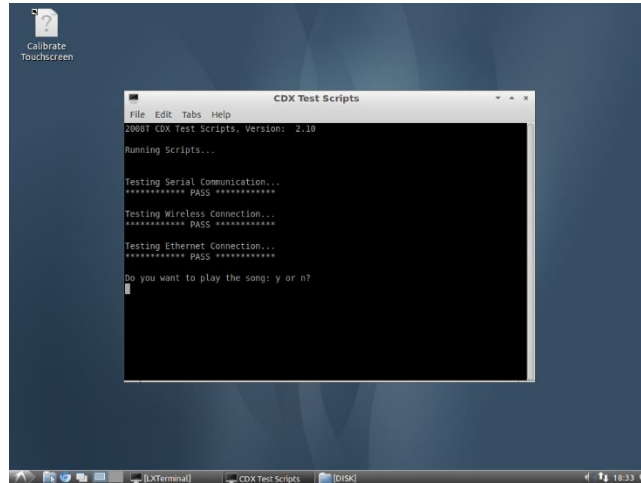 Calibrate
Touchscreen
CDX Test Scripts
File Edit Tabs Help
2008T CDX Test Scripts, Version: 2.10
Running Scripts...
Testing Serial Communication...
************ PASS ************
Testing Wireless Connection...
************ PASS ************
Testing Ethernet Connection...
************ PASS ************
Do you want to play the song: y or n?
[LXTerminal] CDX Test Scripts [DISK] 18:33